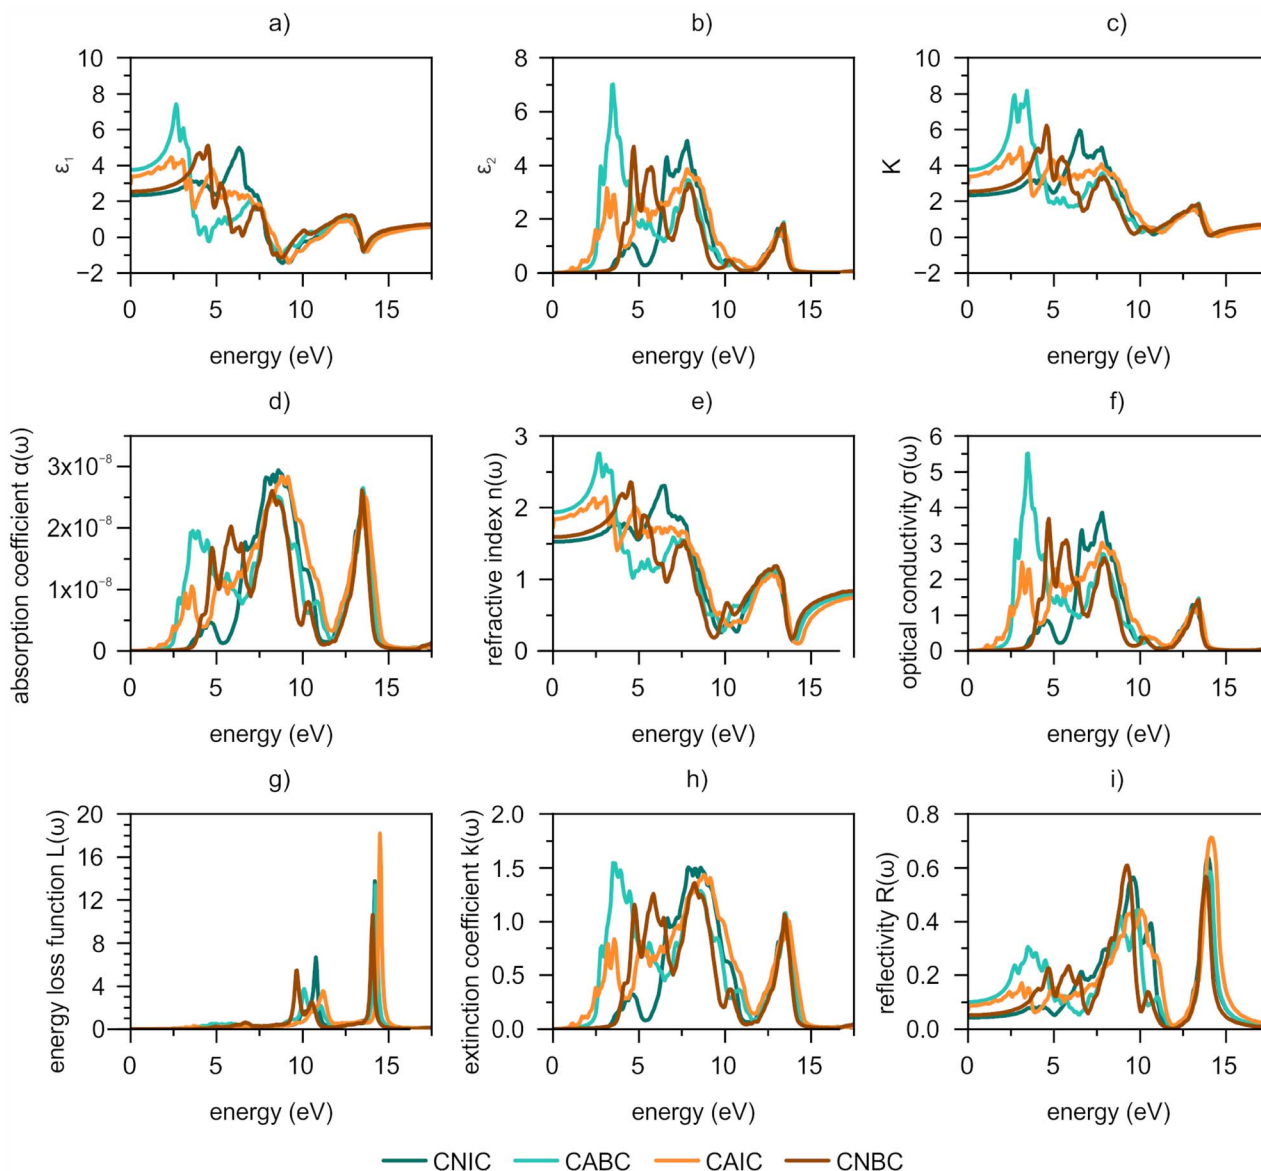 a)
b)
c)
10
8
6
4
2
0
−2
ε₁
0
5
10
15
energy (eV)
8
6
4
2
0
ε₂
0
5
10
15
energy (eV)
10
8
6
4
2
0
−2
K
0
5
10
15
energy (eV)
d)
e)
f)
3x10⁻⁸
2x10⁻⁸
1x10⁻⁸
0
absorption coefficient α(ω)
0
5
10
15
energy (eV)
3
2
1
0
refractive index n(ω)
0
5
10
15
energy (eV)
6
5
4
3
2
1
0
optical conductivity σ(ω)
0
5
10
15
energy (eV)
g)
h)
i)
20
16
12
8
4
0
energy loss function L(ω)
0
5
10
15
energy (eV)
2.0
1.5
1.0
0.5
0.0
extinction coefficient k(ω)
0
5
10
15
energy (eV)
0.8
0.6
0.4
0.2
0.0
reflectivity R(ω)
0
5
10
15
energy (eV)
CNIC CABC CAIC CNBC